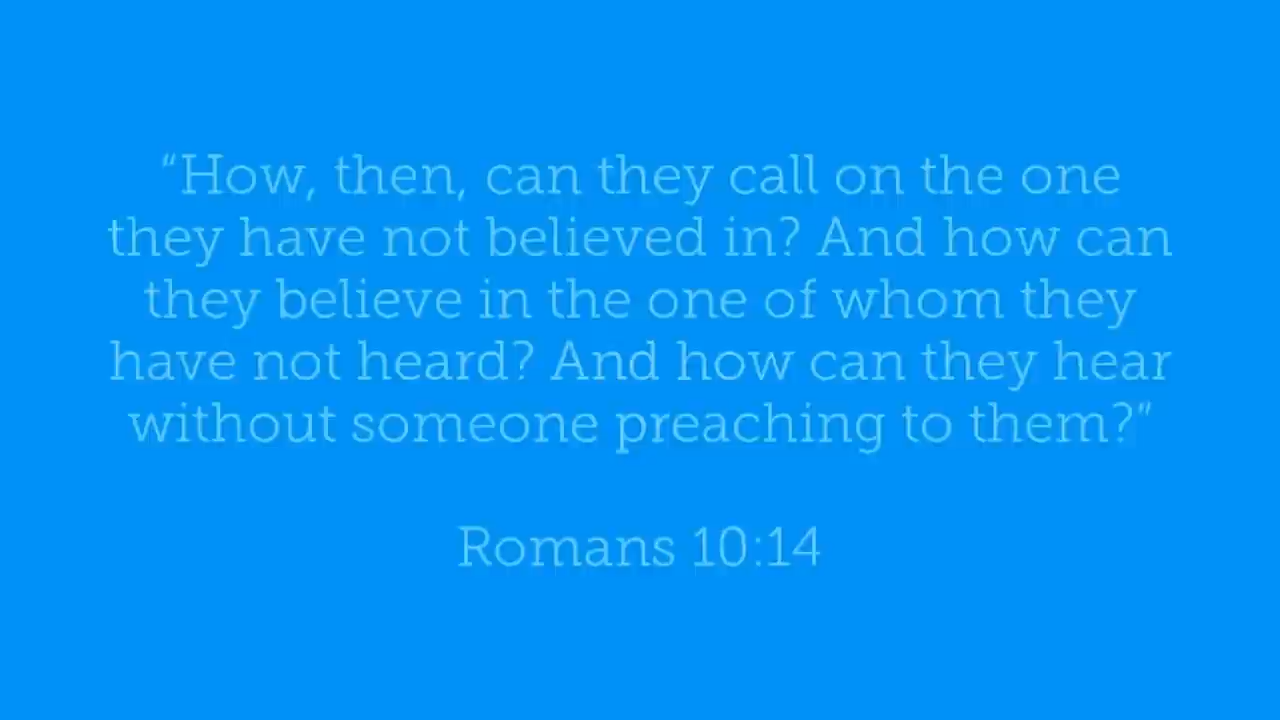 “How, then, can they call on the one
they have not believed in? And how can
they believe in the one of whom they
have not heard? And how can they hear
without someone preaching to them?”
Romans 10:14